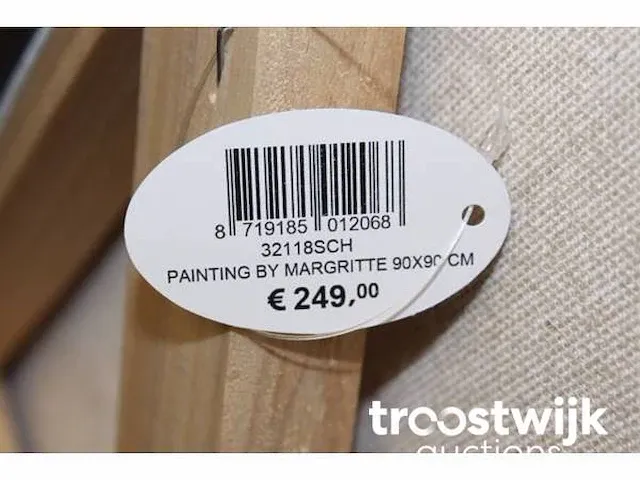 8 719185 012068
32118SCH
PAINTING BY MARGRITTE 90X90 CM
€ 249,00
troostwijk
auctions